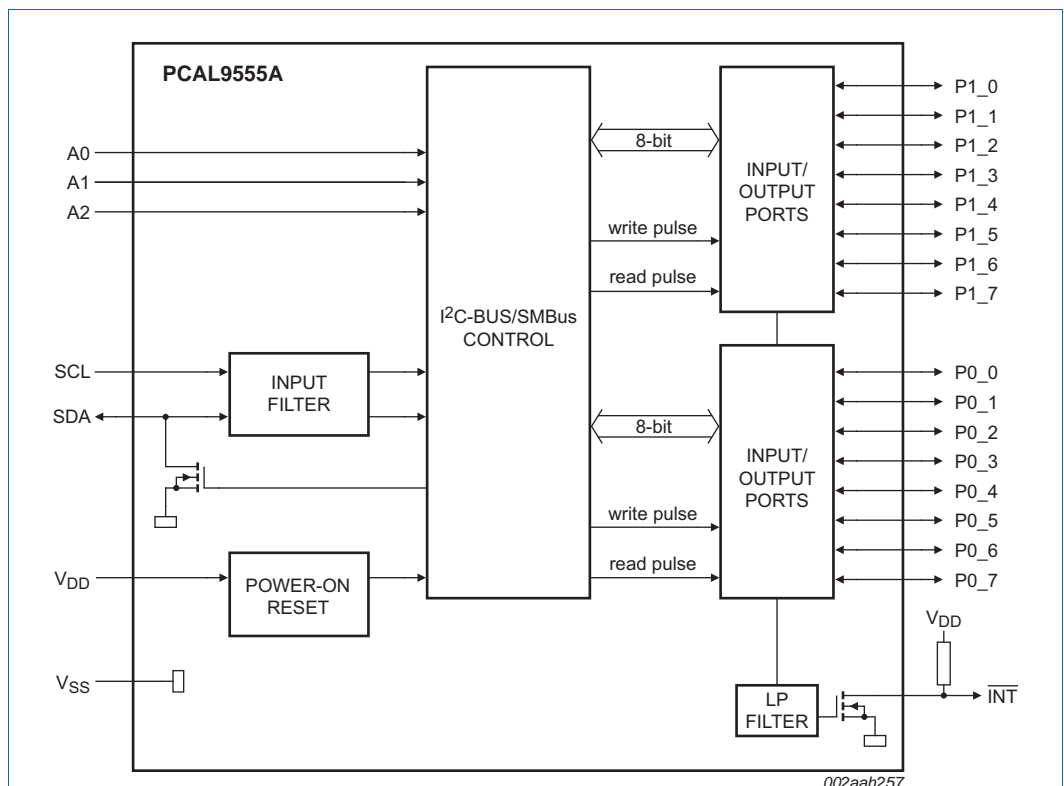 PCAL9555A
A0
A1
A2
SCL
SDA
VDD
VSS
INPUT
FILTER
POWER-ON
RESET
I2C-BUS/SMBus
CONTROL
8-bit
write pulse
read pulse
8-bit
write pulse
read pulse
INPUT/
OUTPUT
PORTS
INPUT/
OUTPUT
PORTS
LP
FILTER
P1_0
P1_1
P1_2
P1_3
P1_4
P1_5
P1_6
P1_7
P0_0
P0_1
P0_2
P0_3
P0_4
P0_5
P0_6
P0_7
VDD
INT
002aah257